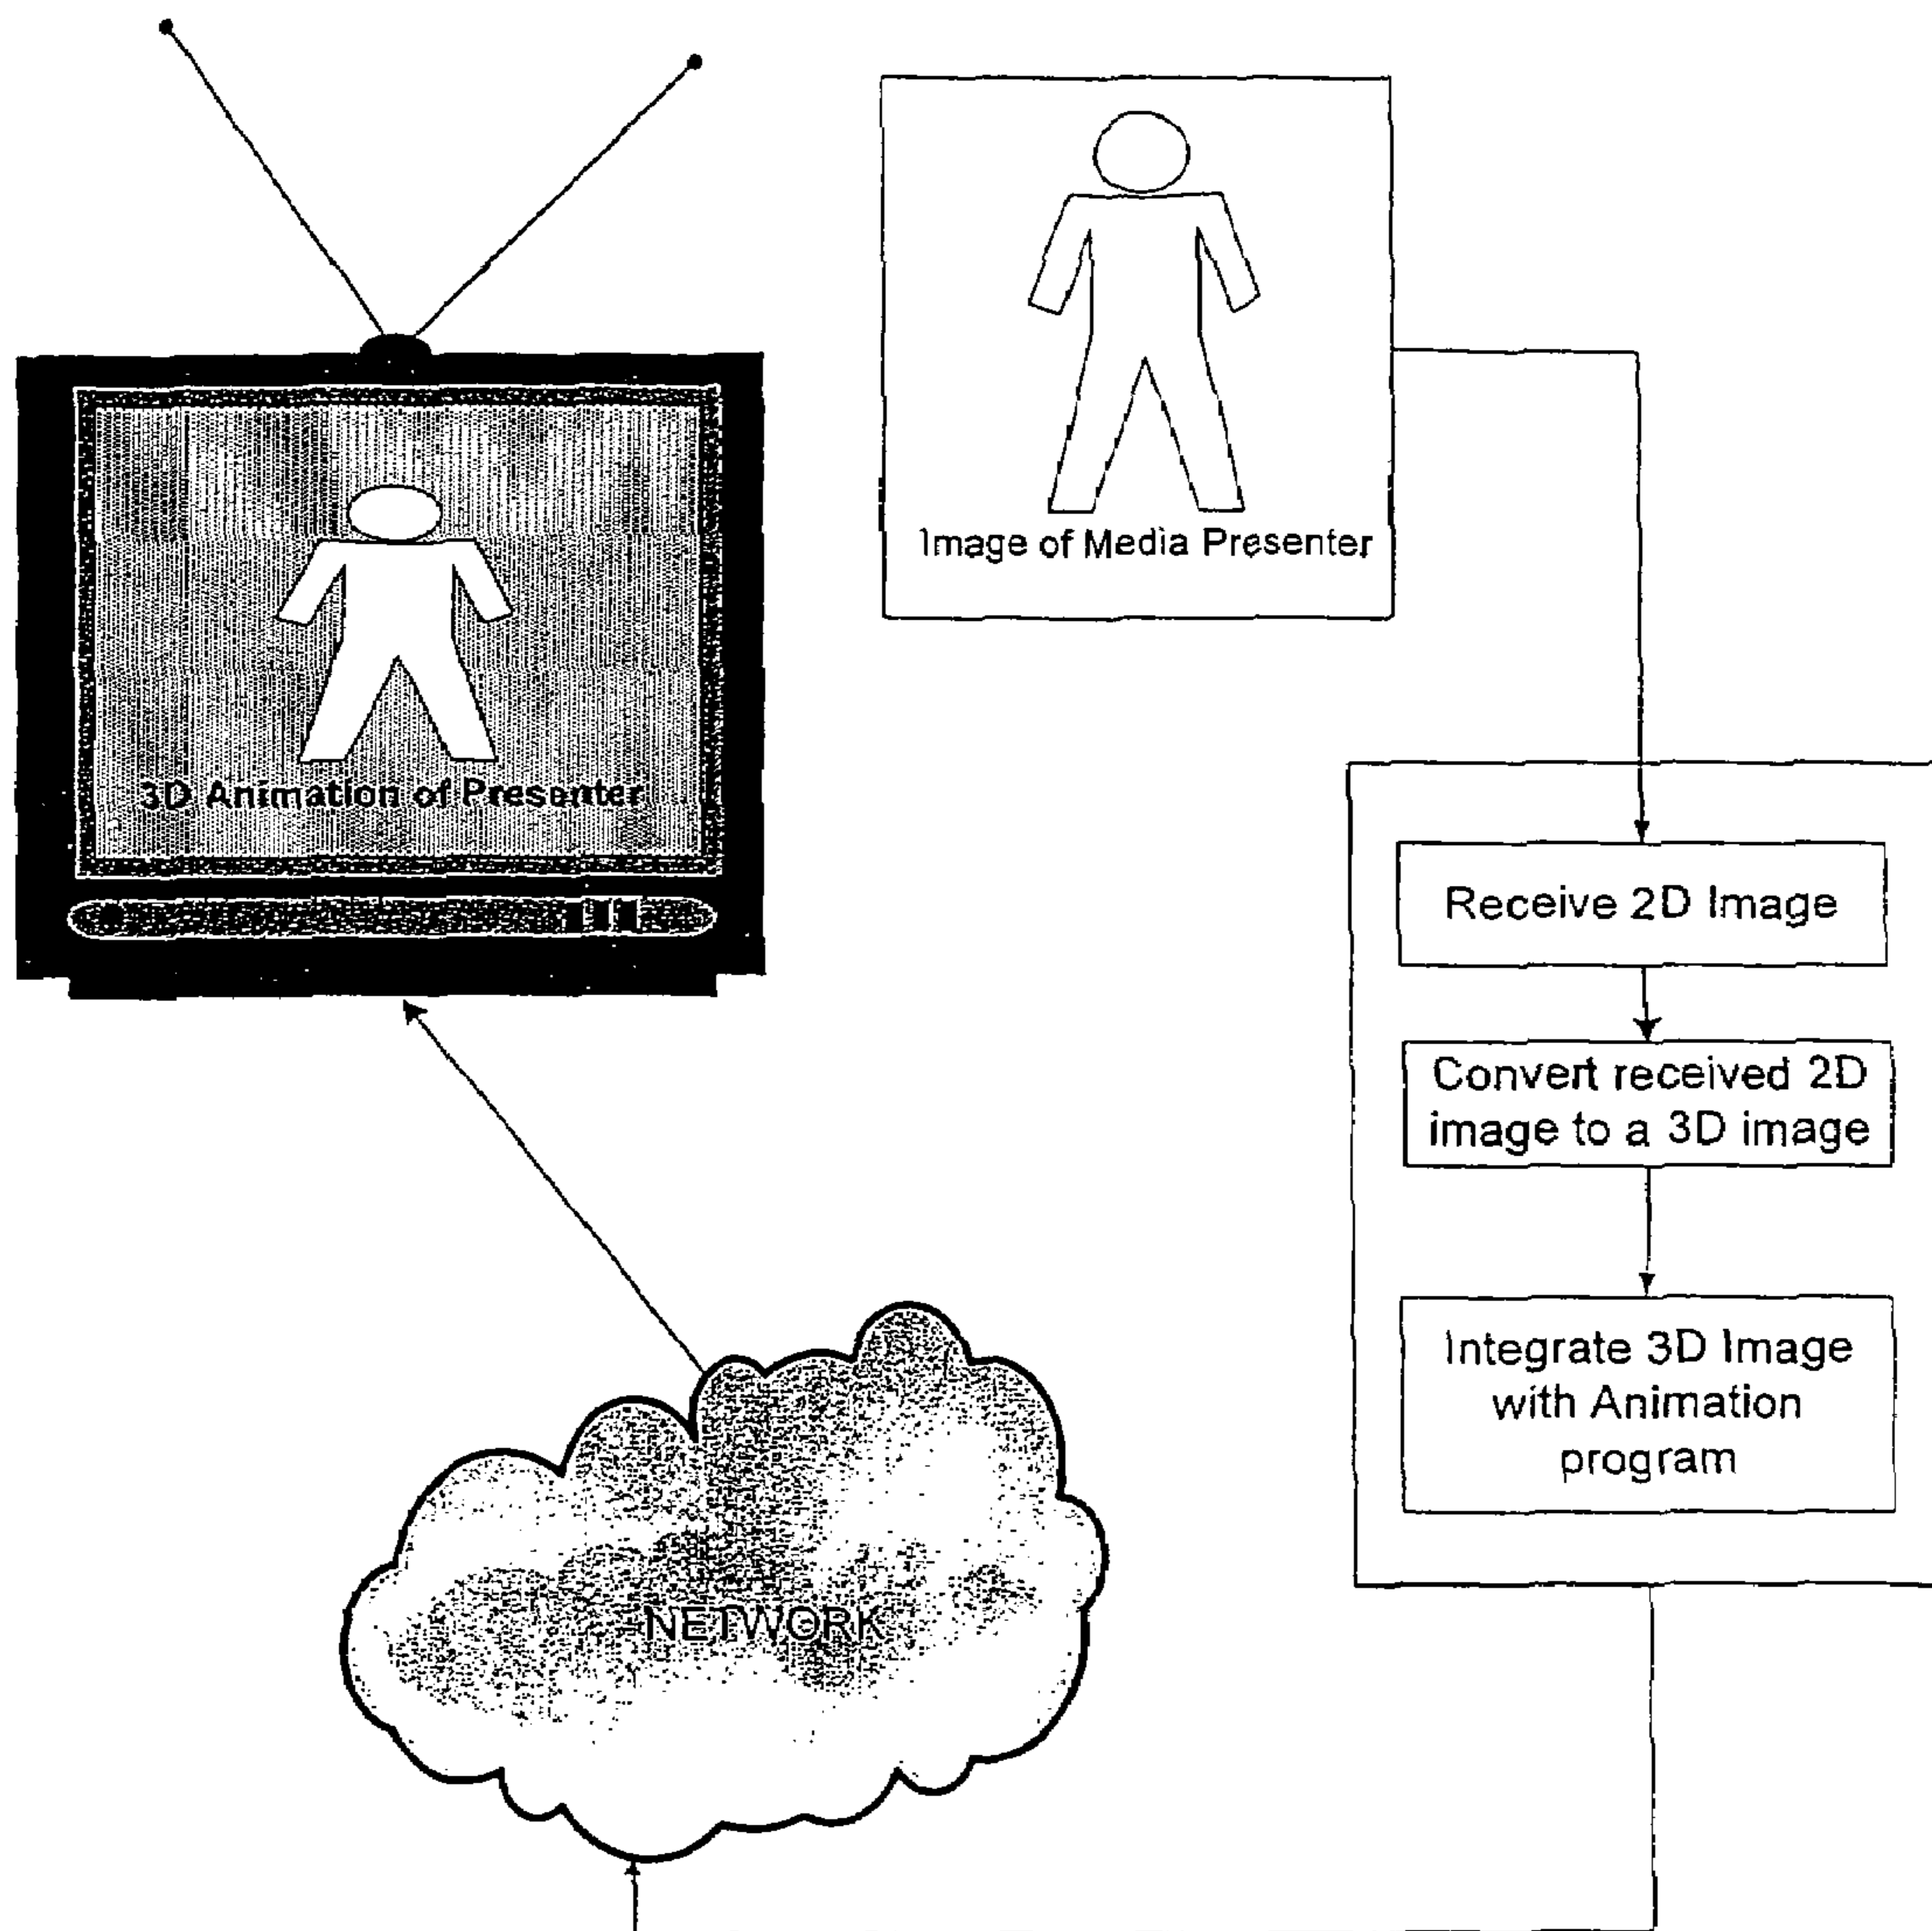 Image of Media Presenter
3D Animation of Presenter
Receive 2D Image
Convert received 2D
image to a 3D image
Integrate 3D Image
with Animation
program
NETWORK